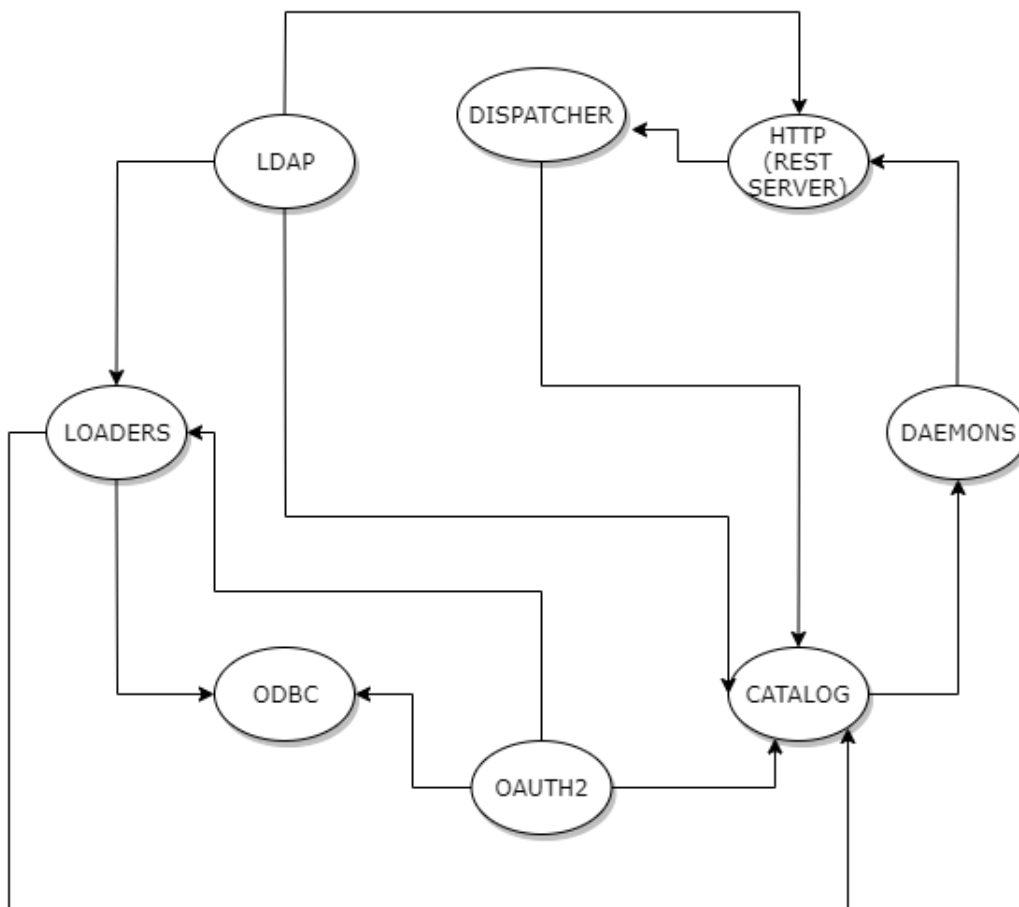 DISPATCHER
LDAP
HTTP
(REST
SERVER)
LOADERS
DAEMONS
ODBC
CATALOG
OAUTH2